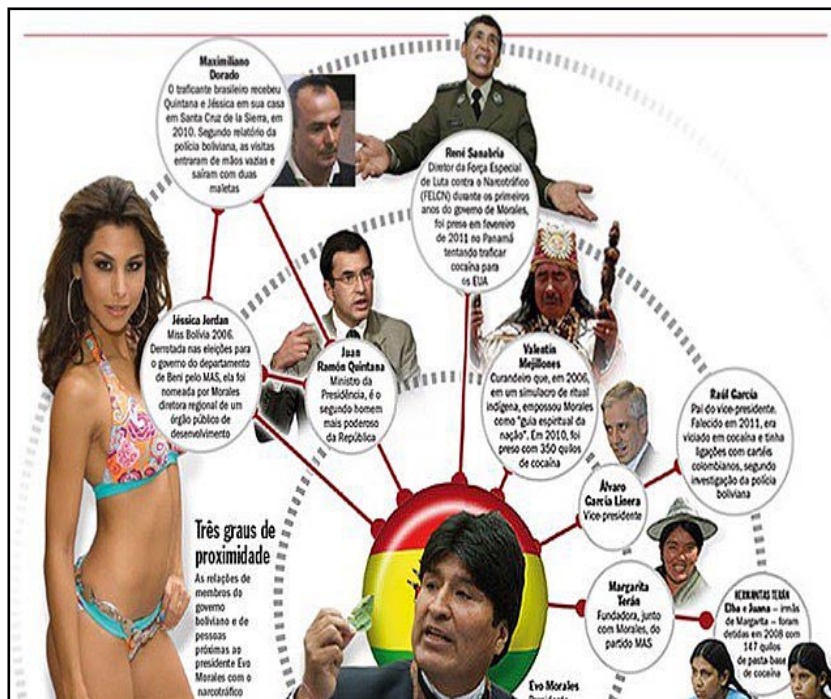 Maximiliano
Dorado
O traficante brasileiro recebeu
Quintana e Jéssica em sua casa
em Santa Cruz de la Sierra, em
2010. Segundo relatório da
polícia boliviana, as visitas
entraram de mãos vazias e
saíram com duas
maletas
René Sanabria
Diretor da Força Especial
de Luta contra o Narcotráfico
(FELCN) durante os primeiros
anos do governo de Morales,
foi preso em fevereiro
de 2011 no Panamá
tentando traficar
cocaína para
os EUA
Jéssica Jordan
Miss Bolívia 2006.
Derrotada nas eleições para
o governo do departamento
de Beni pelo MAS, ela foi
nomeada por Morales
diretora regional de um
órgão público de
desenvolvimento
Juan
Ramón Quintana
Ministro da
Presidência, é o
segundo homem
mais poderoso
da República
Valentín
Mejillones
Curandeiro que, em 2006,
em um simulacro de ritual
indígena, empossou Morales
como "guia espiritual da
nação". Em 2010, foi
preso com 350 quilos de
cocaína
Raúl García
Pai do vice-presidente.
Falecido em 2011, era
viciado em cocaína e tinha
ligações com cartéis
colombianos, segundo
investigação da polícia
boliviana
Álvaro
García Linera
Vice-presidente
Margarita
Terán
Fundadora, junto
com Morales, do
partido MAS
HERMANITAS TERÁN
Elba e Juana – irmãs
de Margarita – foram
detidas em 2008 com
147 quilos
de pasta base
de cocaína
Três graus de
proximidade
As relações de
membros do
governo
boliviano e de
pessoas
próximas ao
presidente Evo
Morales com o
narcotráfico
Evo Morales